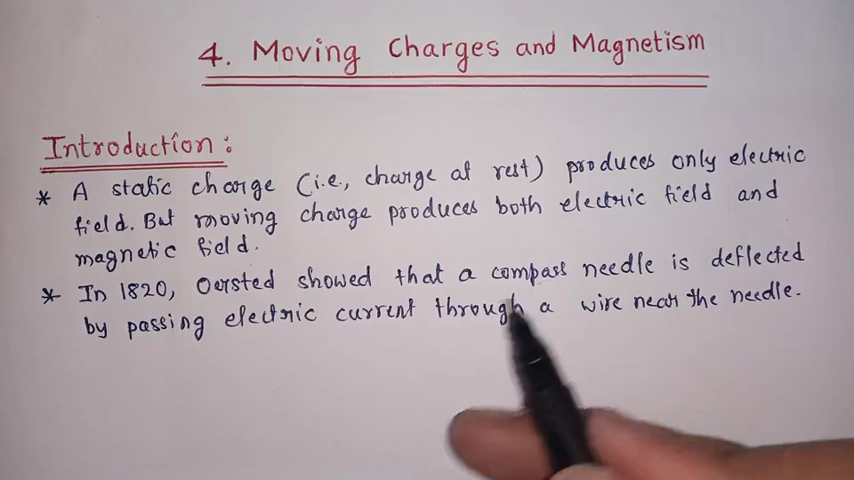 4. Moving Charges and Magnetism
Introduction:
* A static charge (i.e., charge at rest) produces only electric
field. But moving charge produces both electric field and
magnetic field.
* In 1820, Oersted showed that a compass needle is deflected
by passing electric current through a wire near the needle.